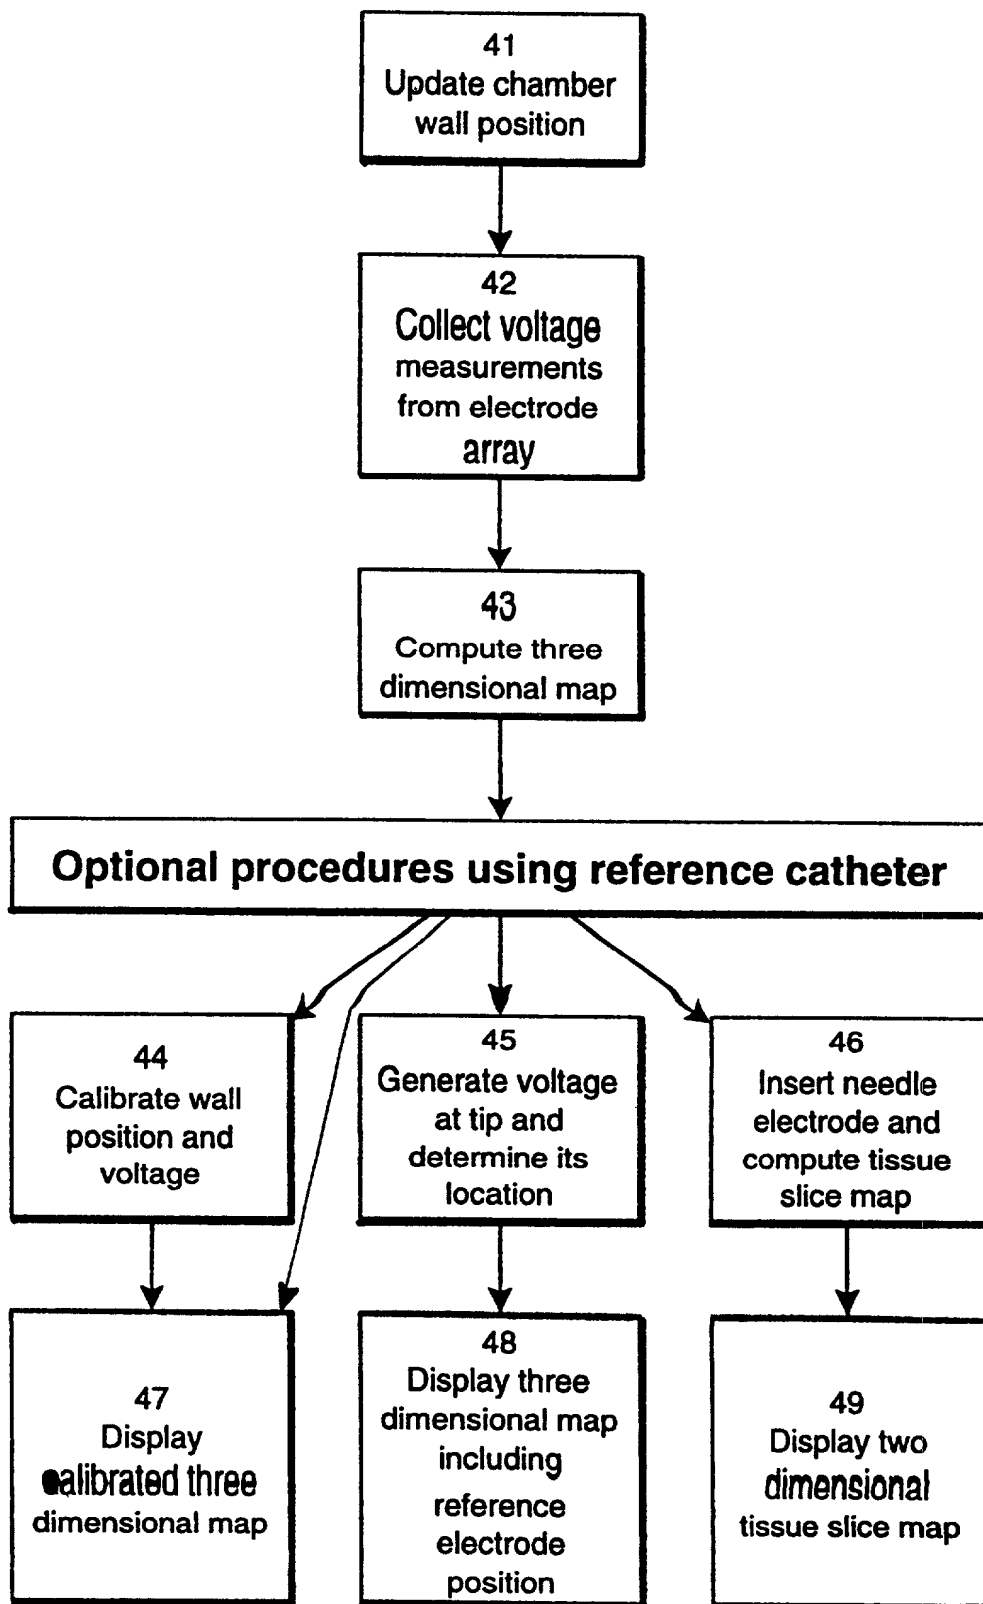 41
Update chamber
wall position
42
Collect voltage
measurements
from electrode
array
43
Compute three
dimensional map
Optional procedures using reference catheter
44
Calibrate wall
position and
voltage
45
Generate voltage
at tip and
determine its
location
46
Insert needle
electrode and
compute tissue
slice map
47
Display
calibrated three
dimensional map
48
Display three
dimensional map
including
reference
electrode
position
49
Display two
dimensional
tissue slice map